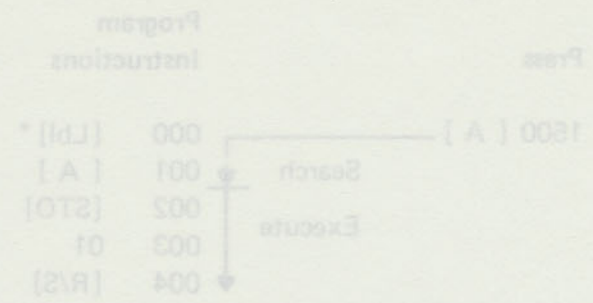 Program
Press Instructions
1500 [ A ] 000 [Lbl] *
Search 001 [ A ]
002 [STO]
Execute 003 01
004 [R/S]